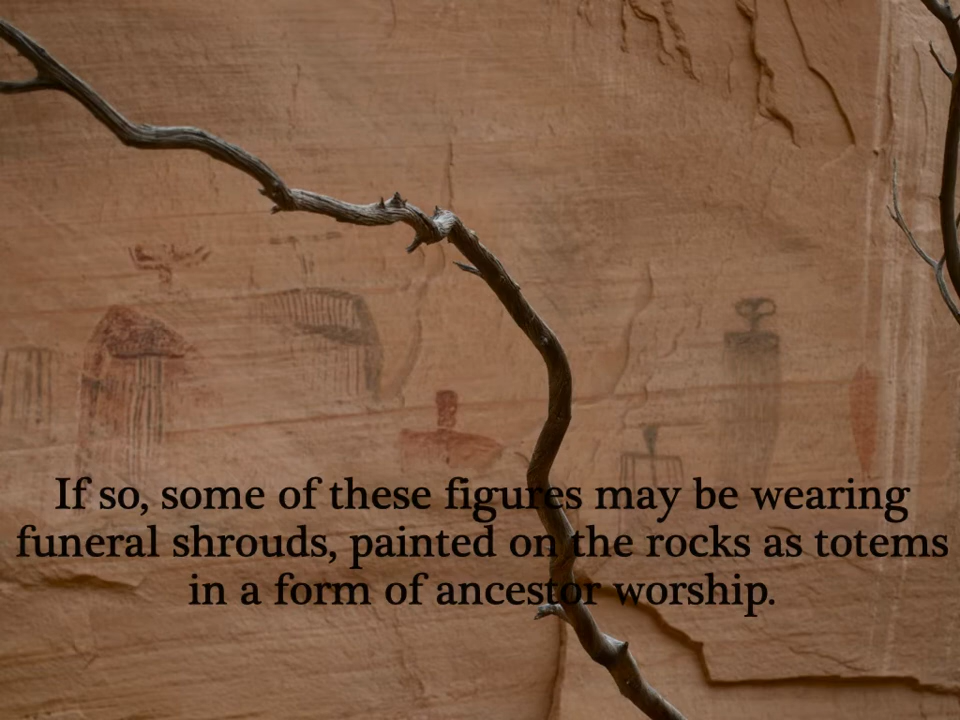 If so, some of these figures may be wearing
funeral shrouds, painted on the rocks as totems
in a form of ancestor worship.